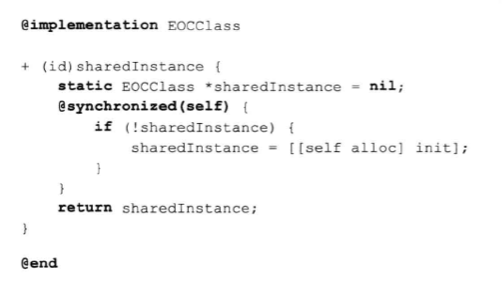 @implementation EOCClass
+ (id)sharedInstance {
static EOCClass *sharedInstance = nil;
@synchronized(self) {
if (!sharedInstance) {
sharedInstance = [[self alloc] init];
}
}
return sharedInstance;
}
@end